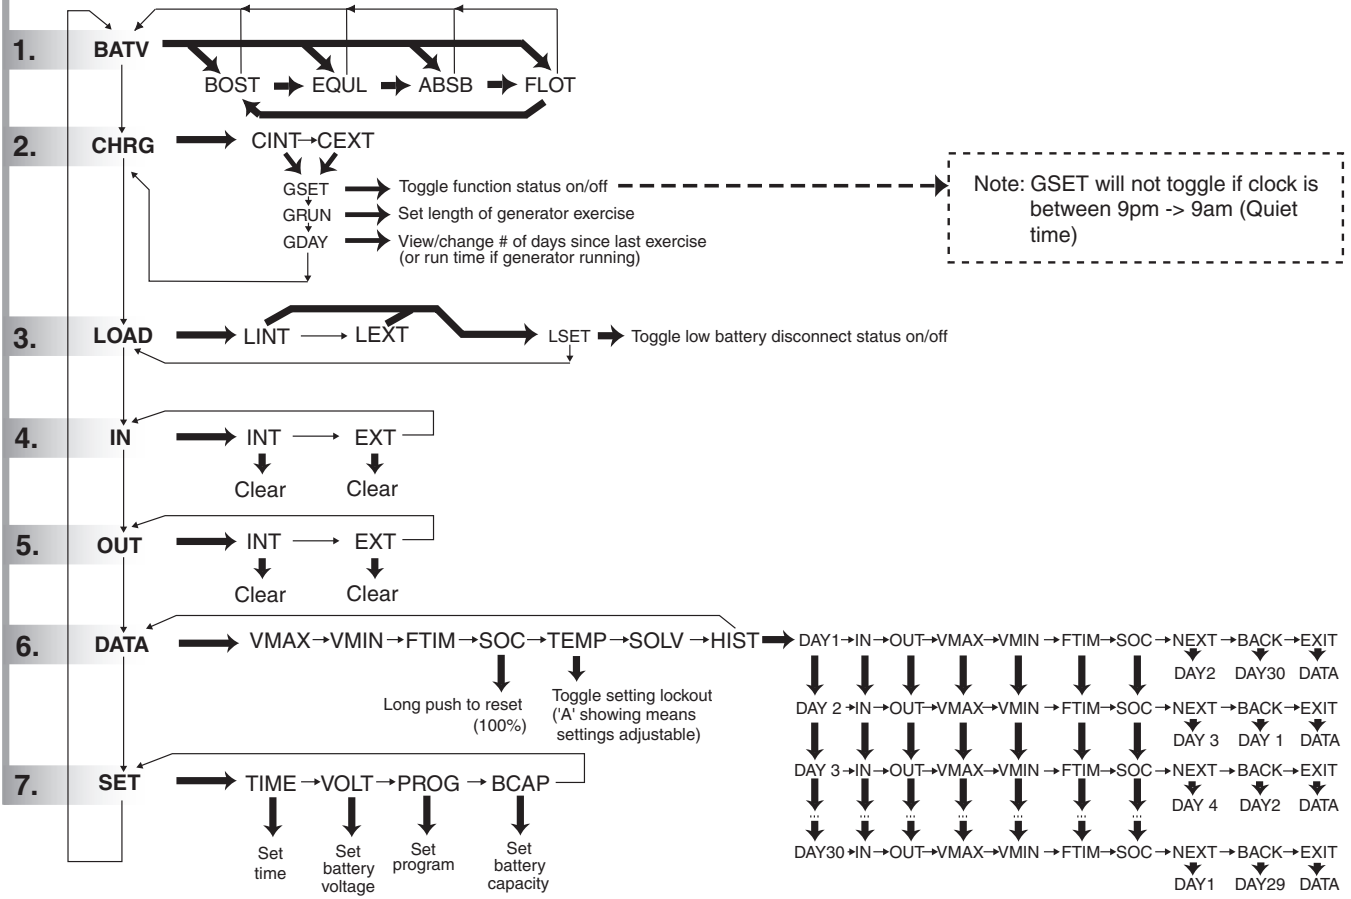 1. BATV
BOST EQUL ABSB FLOT
2. CHRG CINT CEXT
GSET Toggle function status on/off
GRUN Set length of generator exercise
GDAY View/change # of days since last exercise
(or run time if generator running)
Note: GSET will not toggle if clock is
between 9pm -> 9am (Quiet
time)
3. LOAD LINT LEXT LSET Toggle low battery disconnect status on/off
4. IN INT EXT
Clear Clear
5. OUT INT EXT
Clear Clear
6. DATA VMAX VMIN FTIM SOC TEMP SOLV HIST
Long push to reset
(100%)
Toggle setting lockout
('A' showing means
settings adjustable)
DAY1 IN OUT VMAX VMIN FTIM SOC NEXT BACK EXIT
DAY2 DAY30 DATA
DAY 2 IN OUT VMAX VMIN FTIM SOC NEXT BACK EXIT
DAY 3 DAY 1 DATA
DAY 3 IN OUT VMAX VMIN FTIM SOC NEXT BACK EXIT
DAY 4 DAY2 DATA
DAY30 IN OUT VMAX VMIN FTIM SOC NEXT BACK EXIT
DAY1 DAY29 DATA
7. SET TIME VOLT PROG BCAP
Set
time
Set
battery
voltage
Set
program
Set
battery
capacity